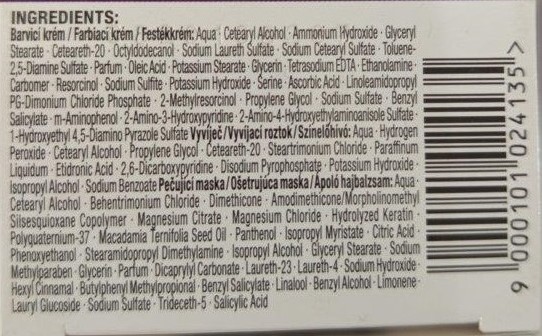 INGREDIENTS:
Barvicí krém / Farbiaci krém / Festékkrém: Aqua · Cetearyl Alcohol · Ammonium Hydroxide · Glyceryl
Stearate · Ceteareth-20 · Octyldodecanol · Sodium Laureth Sulfate · Sodium Cetearyl Sulfate · Toluene-
2,5-Diamine Sulfate · Parfum · Oleic Acid · Potassium Stearate · Glycerin · Tetrasodium EDTA · Ethanolamine ·
Carbomer · Resorcinol · Sodium Sulfite · Potassium Hydroxide · Serine · Ascorbic Acid · Linoleamidopropyl
PG-Dimonium Chloride Phosphate · 2-Methylresorcinol · Propylene Glycol · Sodium Sulfate · Benzyl
Salicylate · m-Aminophenol · 2-Amino-3-Hydroxypyridine · 2-Amino-4-Hydroxyethylaminoanisole Sulfate ·
1-Hydroxyethyl 4,5-Diamino Pyrazole Sulfate Vyvíječ / Vyvíjací roztok / Színelőhívó: Aqua · Hydrogen
Peroxide · Cetearyl Alcohol · Propylene Glycol · Ceteareth-20 · Steartrimonium Chloride · Paraffinum
Liquidum · Etidronic Acid · 2,6-Dicarboxypyridine · Disodium Pyrophosphate · Potassium Hydroxide ·
Isopropyl Alcohol · Sodium Benzoate Pečující maska / Ošetrujúca maska / Ápoló hajbalzsam: Aqua ·
Cetearyl Alcohol · Behentrimonium Chloride · Dimethicone · Amodimethicone/Morpholinomethyl
Silsesquioxane Copolymer · Magnesium Citrate · Magnesium Chloride · Hydrolyzed Keratin ·
Polyquaternium-37 · Macadamia Ternifolia Seed Oil · Panthenol · Isopropyl Myristate · Citric Acid ·
Phenoxyethanol · Stearamidopropyl Dimethylamine · Isopropyl Alcohol · Glyceryl Stearate · Sodium
Methylparaben · Glycerin · Parfum · Dicaprylyl Carbonate · Laureth-23 · Laureth-4 · Sodium Hydroxide ·
Hexyl Cinnamal · Butylphenyl Methylpropional · Benzyl Salicylate · Linalool · Benzyl Alcohol · Limonene ·
Lauryl Glucoside · Sodium Sulfate · Trideceth-5 · Salicylic Acid
9 000101 024135 >